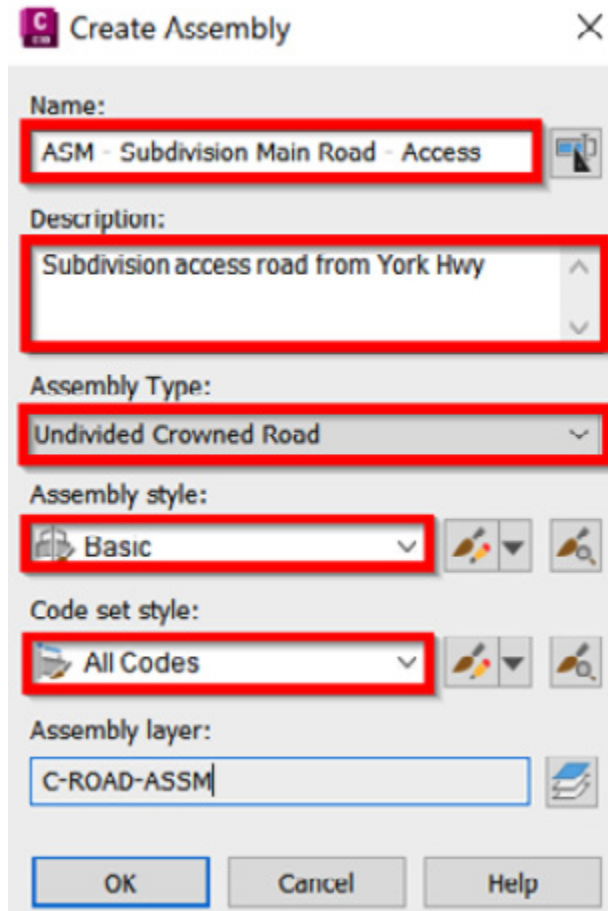 Create Assembly
Name:
ASM - Subdivision Main Road - Access
Description:
Subdivision access road from York Hwy
Assembly Type:
Undivided Crowned Road
Assembly style:
Basic
Code set style:
All Codes
Assembly layer:
C-ROAD-ASSM
OK Cancel Help